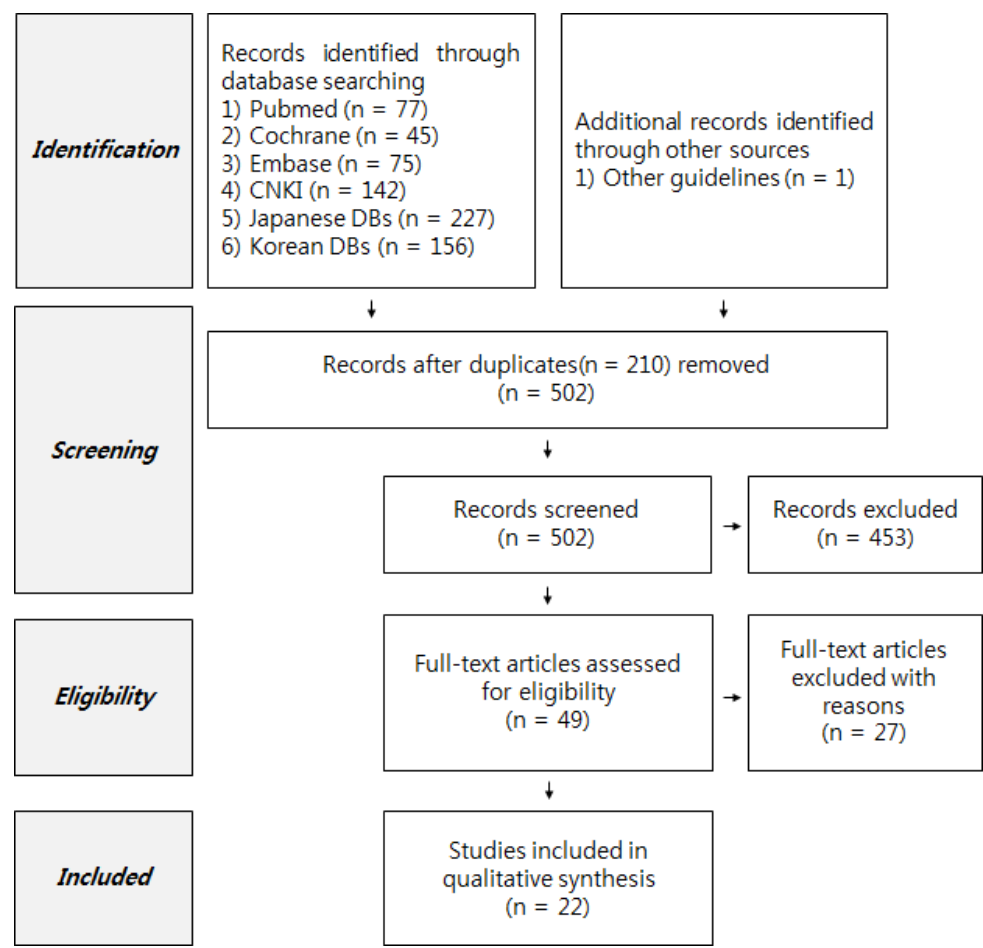 Identification
Records identified through
database searching
1) Pubmed (n = 77)
2) Cochrane (n = 45)
3) Embase (n = 75)
4) CNKI (n = 142)
5) Japanese DBs (n = 227)
6) Korean DBs (n = 156)
Additional records identified
through other sources
1) Other guidelines (n = 1)
Screening
Records after duplicates(n = 210) removed
(n = 502)
Records screened
(n = 502)
Records excluded
(n = 453)
Eligibility
Full-text articles assessed
for eligibility
(n = 49)
Full-text articles
excluded with
reasons
(n = 27)
Included
Studies included in
qualitative synthesis
(n = 22)